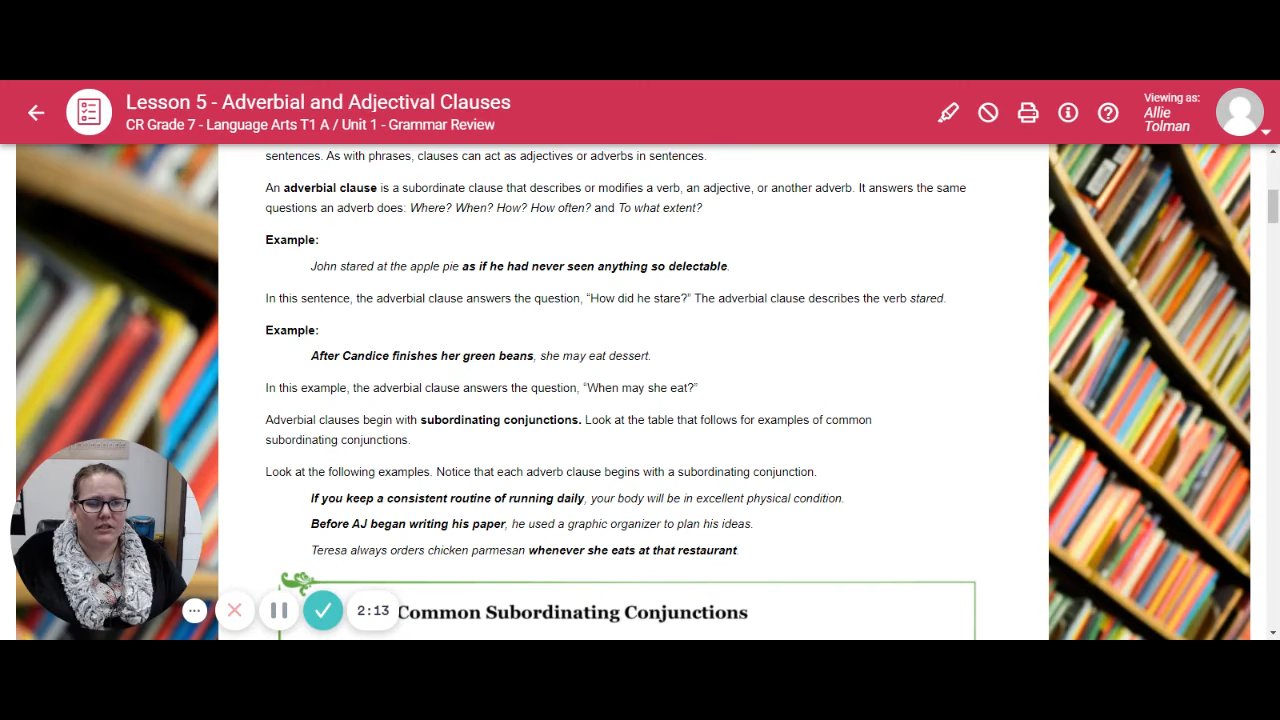 Lesson 5 - Adverbial and Adjectival Clauses
CR Grade 7 - Language Arts T1 A / Unit 1 - Grammar Review
Viewing as:
Allie
Tolman
sentences. As with phrases, clauses can act as adjectives or adverbs in sentences.
An adverbial clause is a subordinate clause that describes or modifies a verb, an adjective, or another adverb. It answers the same
questions an adverb does: Where? When? How? How often? and To what extent?
Example:
John stared at the apple pie as if he had never seen anything so delectable.
In this sentence, the adverbial clause answers the question, “How did he stare?” The adverbial clause describes the verb stared.
Example:
After Candice finishes her green beans, she may eat dessert.
In this example, the adverbial clause answers the question, “When may she eat?”
Adverbial clauses begin with subordinating conjunctions. Look at the table that follows for examples of common
subordinating conjunctions.
Look at the following examples. Notice that each adverb clause begins with a subordinating conjunction.
If you keep a consistent routine of running daily, your body will be in excellent physical condition.
Before AJ began writing his paper, he used a graphic organizer to plan his ideas.
Teresa always orders chicken parmesan whenever she eats at that restaurant.
2:13
Common Subordinating Conjunctions